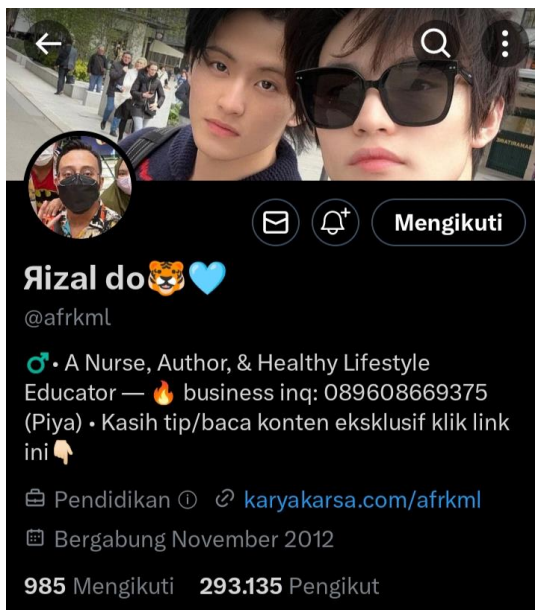 Mengikuti
Яizal do🐯🩵
@afrkml
♂️• A Nurse, Author, & Healthy Lifestyle
Educator — 🔥 business inq: 089608669375
(Piya) • Kasih tip/baca konten eksklusif klik link
ini👇🏻
Pendidikan ⓘ karyakarsa.com/afrkml
Bergabung November 2012
985 Mengikuti 293.135 Pengikut